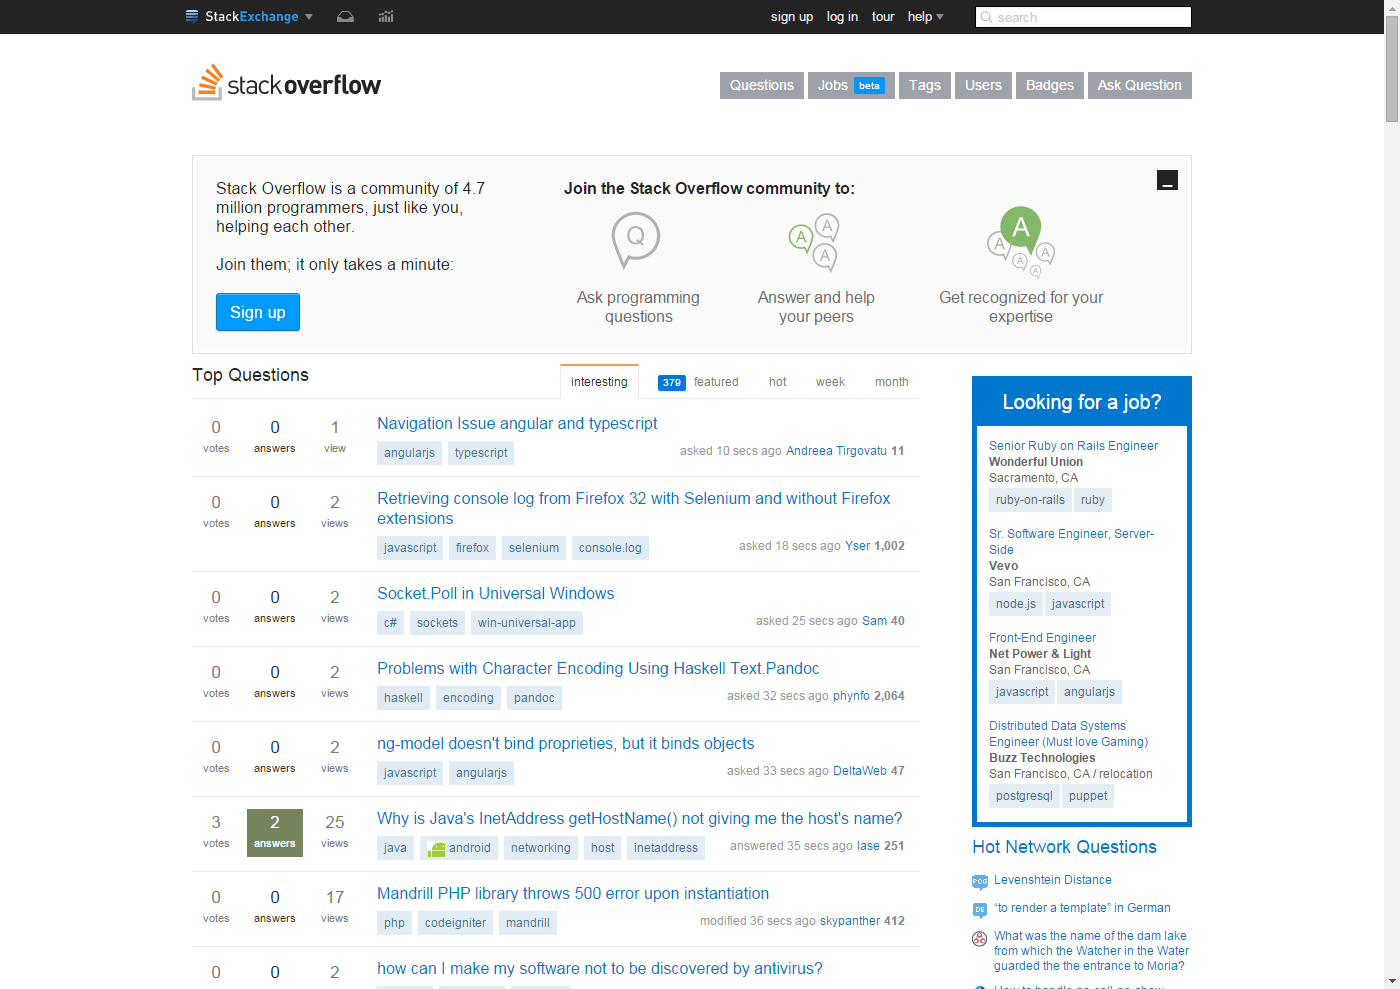 StackExchange
sign up log in tour help
search
stackoverflow
Questions Jobs beta Tags Users Badges Ask Question
Stack Overflow is a community of 4.7
million programmers, just like you,
helping each other.
Join them; it only takes a minute:
Sign up
Join the Stack Overflow community to:
Q
A A A
A A A A A
Ask programming
questions
Answer and help
your peers
Get recognized for your
expertise
Top Questions
interesting 379 featured hot week month
0 votes 0 answers 1 view
Navigation Issue angular and typescript
angularjs typescript
asked 10 secs ago Andreea Tirgovatu 11
0 votes 0 answers 2 views
Retrieving console log from Firefox 32 with Selenium and without Firefox
extensions
javascript firefox selenium console.log
asked 18 secs ago Yser 1,002
0 votes 0 answers 2 views
Socket.Poll in Universal Windows
c# sockets win-universal-app
asked 25 secs ago Sam 40
0 votes 0 answers 2 views
Problems with Character Encoding Using Haskell Text.Pandoc
haskell encoding pandoc
asked 32 secs ago phynfo 2,064
0 votes 0 answers 2 views
ng-model doesn't bind proprieties, but it binds objects
javascript angularjs
asked 33 secs ago DeltaWeb 47
3 votes 2 answers 25 views
Why is Java's InetAddress getHostName() not giving me the host's name?
java android networking host inetaddress
answered 35 secs ago lase 251
0 votes 0 answers 17 views
Mandrill PHP library throws 500 error upon instantiation
php codeigniter mandrill
modified 36 secs ago skypanther 412
0 0 2
how can I make my software not to be discovered by antivirus?
Looking for a job?
Senior Ruby on Rails Engineer
Wonderful Union
Sacramento, CA
ruby-on-rails ruby
Sr. Software Engineer, Server-
Side
Vevo
San Francisco, CA
node.js javascript
Front-End Engineer
Net Power & Light
San Francisco, CA
javascript angularjs
Distributed Data Systems
Engineer (Must love Gaming)
Buzz Technologies
San Francisco, CA / relocation
postgresql puppet
Hot Network Questions
PCG Levenshtein Distance
DE “to render a template” in German
What was the name of the dam lake
from which the Watcher in the Water
guarded the the entrance to Moria?